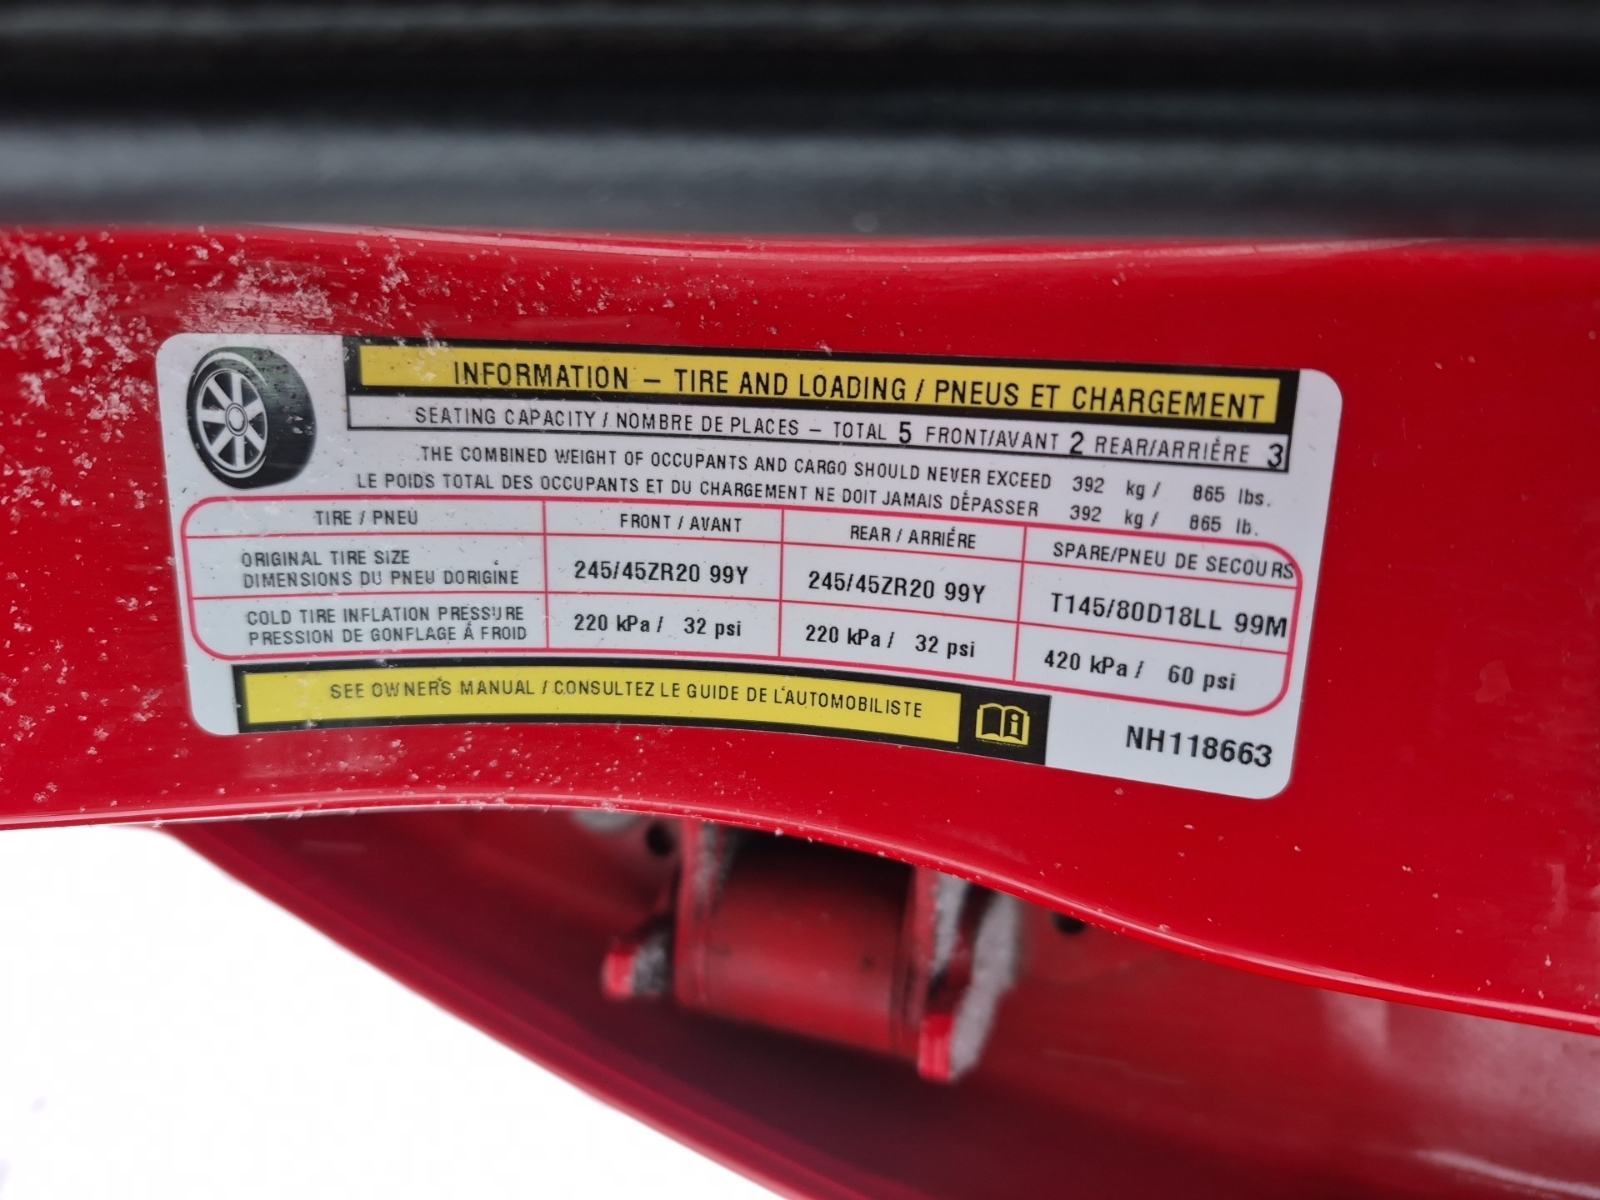 INFORMATION – TIRE AND LOADING / PNEUS ET CHARGEMENT
SEATING CAPACITY / NOMBRE DE PLACES – TOTAL 5 FRONT/AVANT 2 REAR/ARRIÈRE 3
THE COMBINED WEIGHT OF OCCUPANTS AND CARGO SHOULD NEVER EXCEED 392 kg / 865 lbs.
LE POIDS TOTAL DES OCCUPANTS ET DU CHARGEMENT NE DOIT JAMAIS DÉPASSER 392 kg / 865 lb.
TIRE / PNEU FRONT / AVANT REAR / ARRIÉRE SPARE/PNEU DE SECOURS
ORIGINAL TIRE SIZE
DIMENSIONS DU PNEU DORIGINE 245/45ZR20 99Y 245/45ZR20 99Y T145/80D18LL 99M
COLD TIRE INFLATION PRESSURE
PRESSION DE GONFLAGE Á FROID 220 kPa / 32 psi 220 kPa / 32 psi 420 kPa / 60 psi
SEE OWNER'S MANUAL / CONSULTEZ LE GUIDE DE L'AUTOMOBILISTE
NH118663